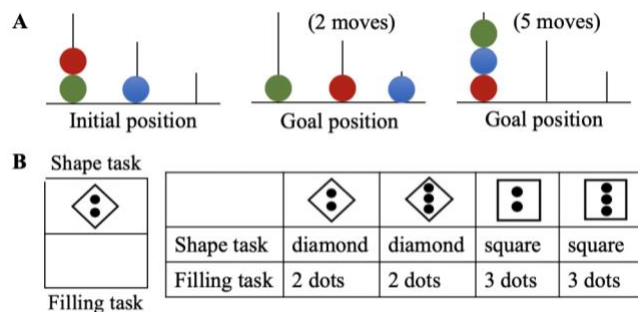 A
(2 moves)
(5 moves)
Initial position
Goal position
Goal position
B
Shape task
Filling task
Shape task diamond diamond square square
Filling task 2 dots 2 dots 3 dots 3 dots